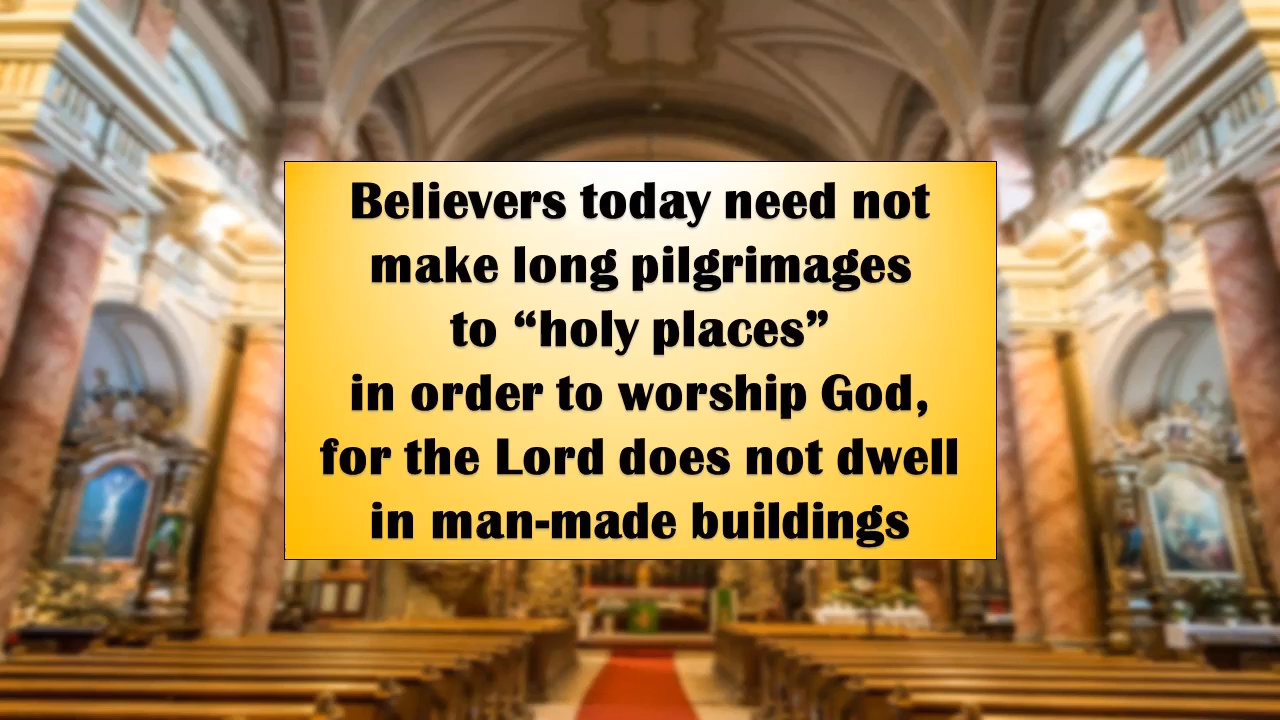 Believers today need not
make long pilgrimages
to “holy places”
in order to worship God,
for the Lord does not dwell
in man-made buildings